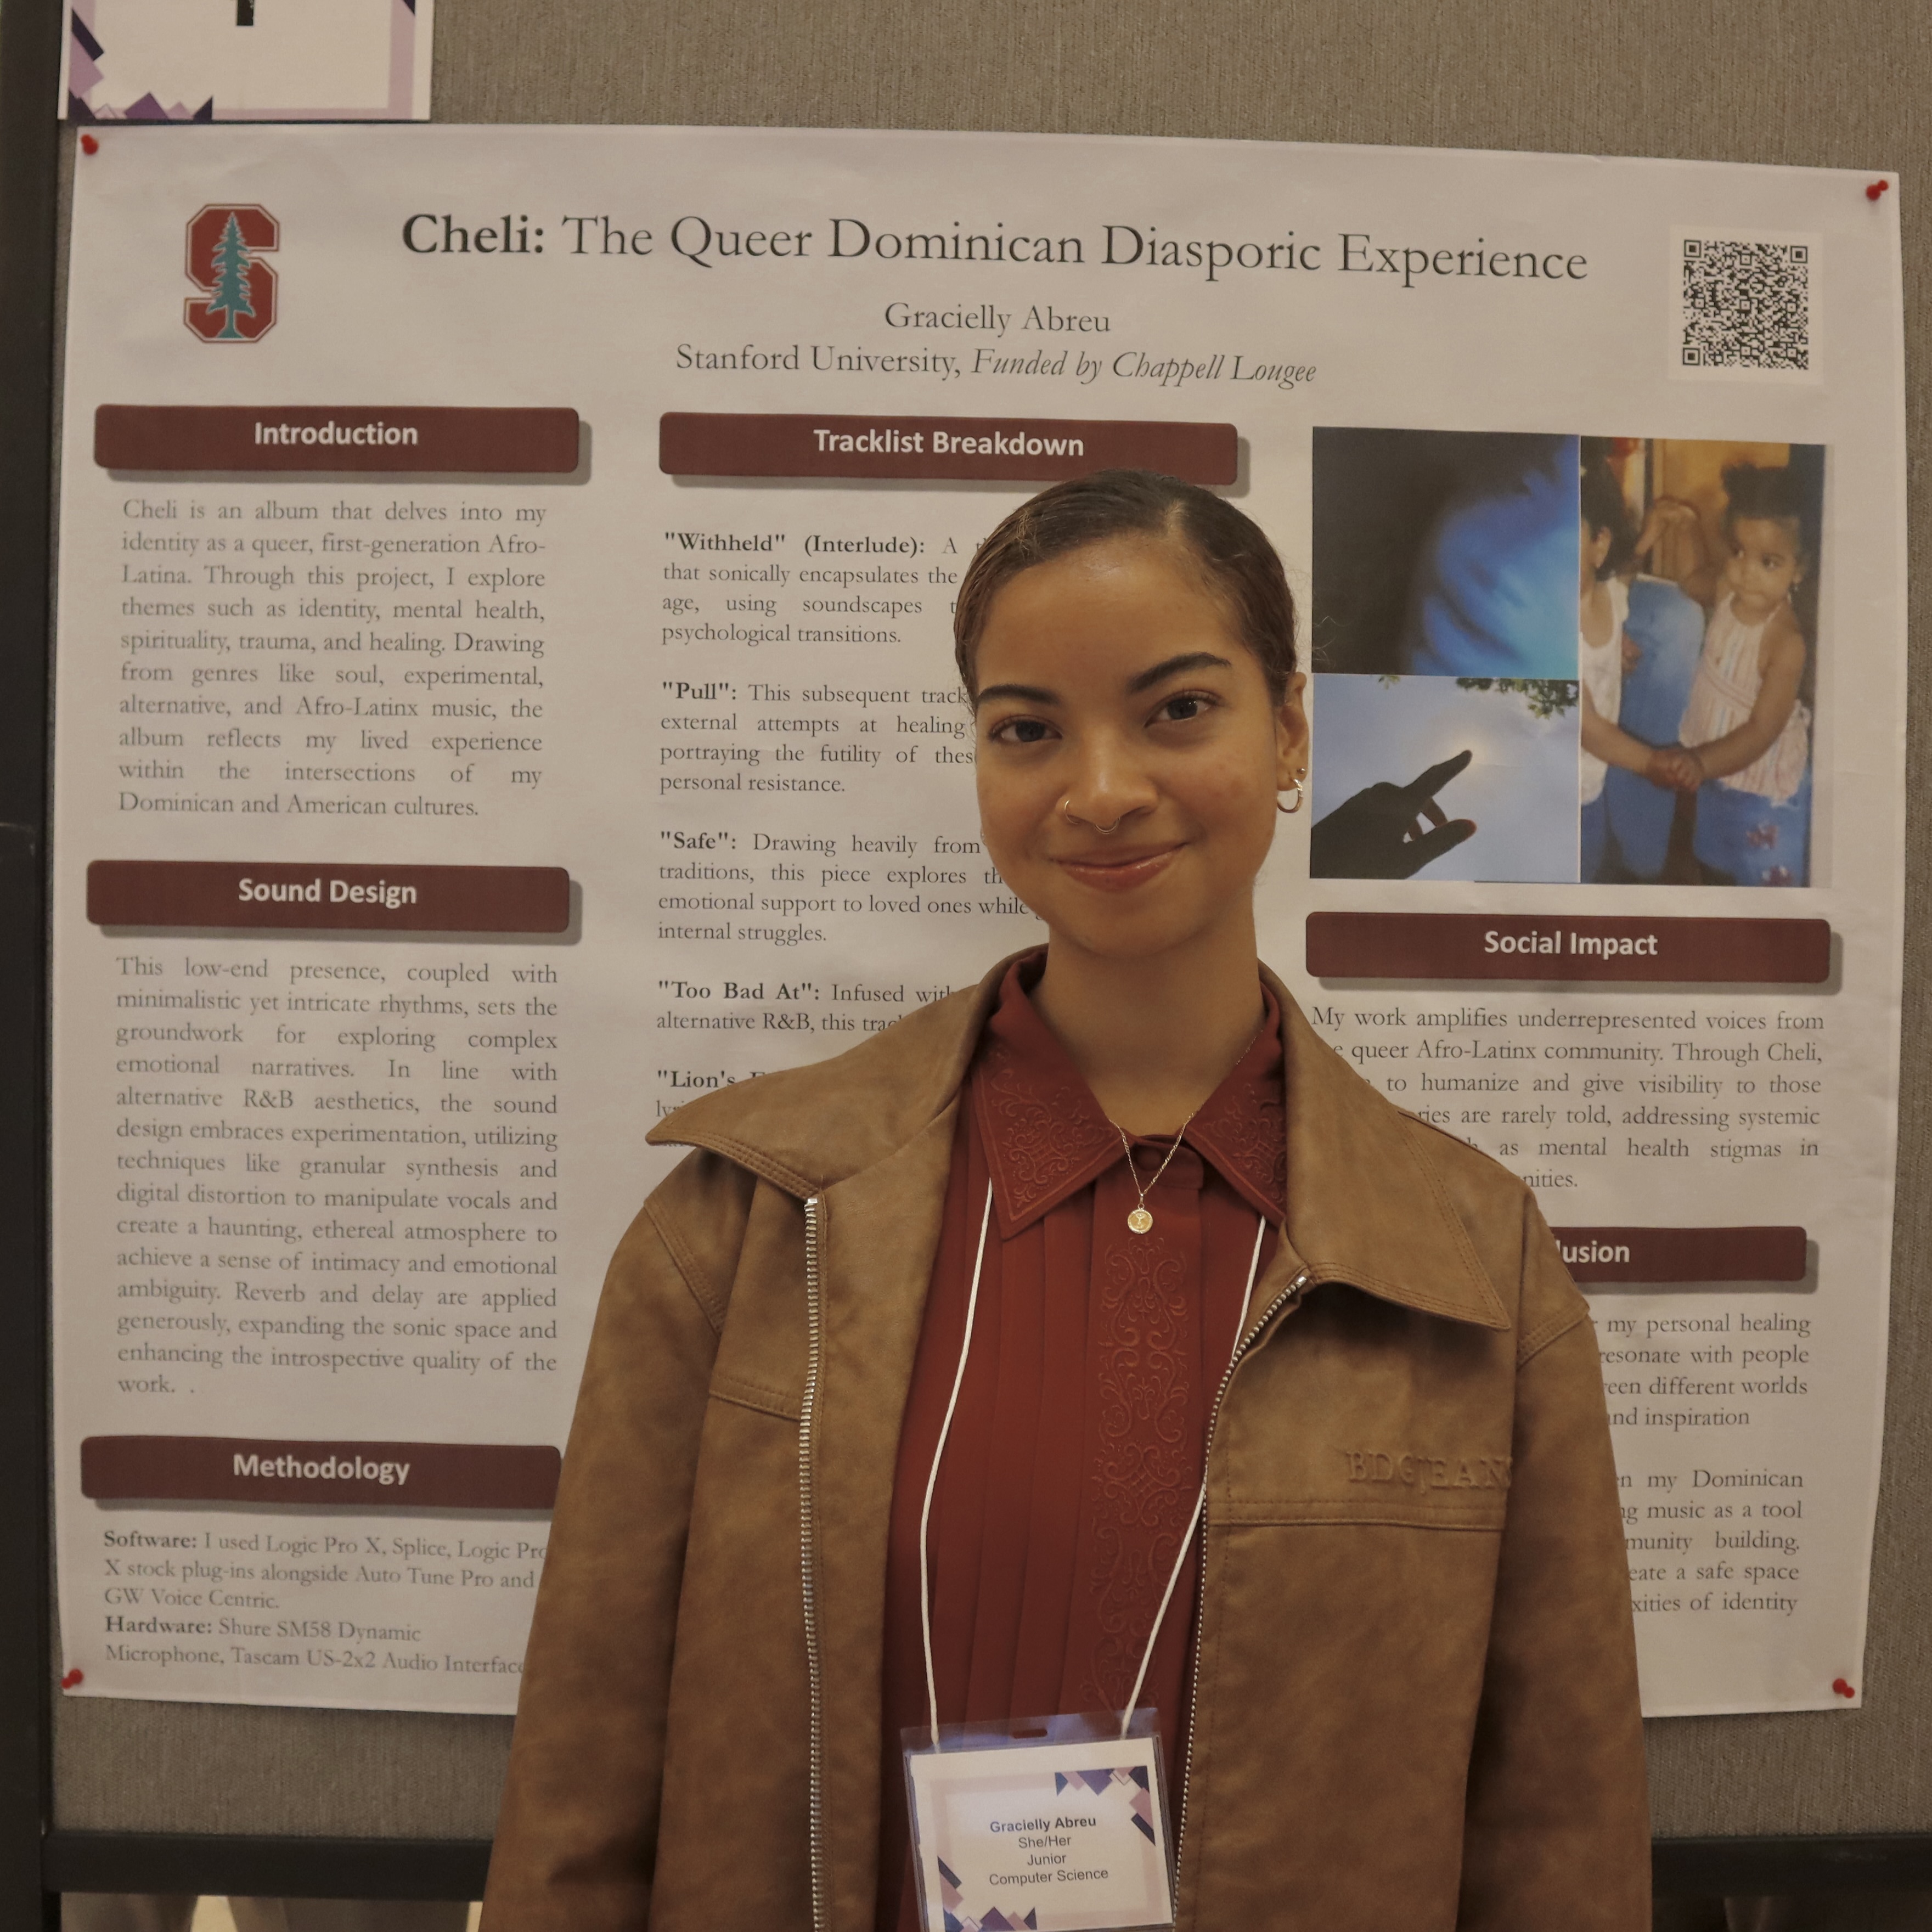 Cheli: The Queer Dominican Diasporic Experience
Gracielly Abreu
Stanford University, Funded by Chappell Lougee
Introduction
Cheli is an album that delves into my
identity as a queer, first-generation Afro-
Latina. Through this project, I explore
themes such as identity, mental health,
spirituality, trauma, and healing. Drawing
from genres like soul, experimental,
alternative, and Afro-Latinx music, the
album reflects my lived experience
within the intersections of my
Dominican and American cultures.
Sound Design
This low-end presence, coupled with
minimalistic yet intricate rhythms, sets the
groundwork for exploring complex
emotional narratives. In line with
alternative R&B aesthetics, the sound
design embraces experimentation, utilizing
techniques like granular synthesis and
digital distortion to manipulate vocals and
create a haunting, ethereal atmosphere to
achieve a sense of intimacy and emotional
ambiguity. Reverb and delay are applied
generously, expanding the sonic space and
enhancing the introspective quality of the
work. .
Methodology
Software: I used Logic Pro X, Splice, Logic Pro
X stock plug-ins alongside Auto Tune Pro and
GW Voice Centric.
Hardware: Shure SM58 Dynamic
Microphone, Tascam US-2x2 Audio Interface
Tracklist Breakdown
"Withheld" (Interlude): A
that sonically encapsulates the
age, using soundscapes
psychological transitions.
"Pull": This subsequent track
external attempts at healing
portraying the futility of
personal resistance.
"Safe": Drawing heavily from
traditions, this piece explores
emotional support to loved ones while
internal struggles.
"Too Bad At": Infused with
alternative R&B, this
"Lion's
Social Impact
My work amplifies underrepresented voices from
queer Afro-Latinx community. Through Cheli,
to humanize and give visibility to those
are rarely told, addressing systemic
as mental health stigmas in
my personal healing
resonate with people
different worlds
and inspiration
my Dominican
music as a tool
building.
a safe space
of identity
BDG JEANS
Gracielly Abreu
She/Her
Junior
Computer Science